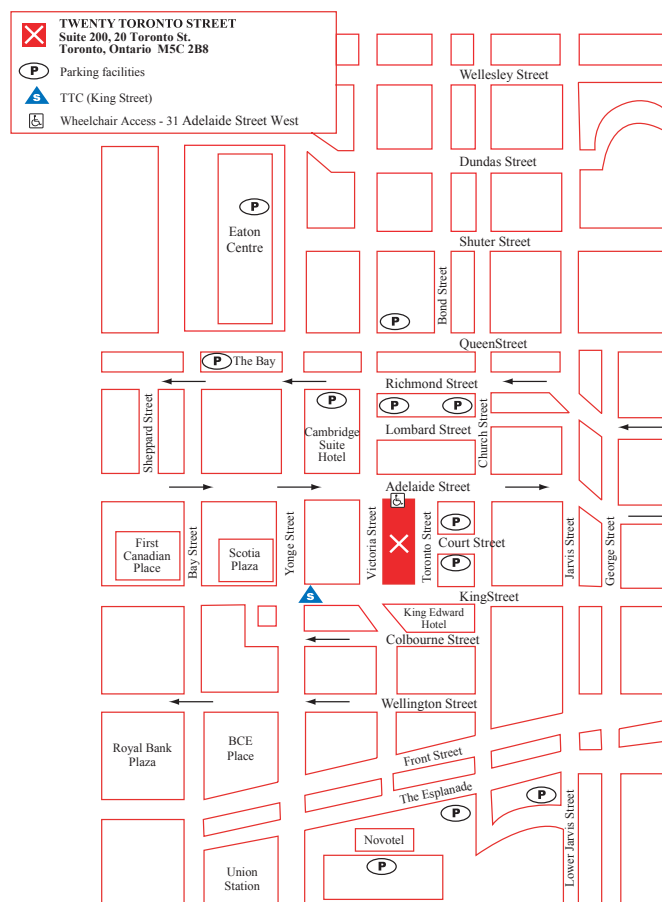 TWENTY TORONTO STREET
Suite 200, 20 Toronto St.
Toronto, Ontario M5C 2B8
P Parking facilities
S TTC (King Street)
Wheelchair Access - 31 Adelaide Street West
Wellesley Street
Dundas Street
P
Eaton
Centre
Shuter Street
Bond Street
P
QueenStreet
P The Bay
Richmond Street
P
P
P
Sheppard Street
Cambridge
Suite
Hotel
Lombard Street
Church Street
Adelaide Street
First
Canadian
Place
Bay Street
Scotia
Plaza
Yonge Street
Victoria Street
Toronto Street
P
Court Street
P
Jarvis Street
George Street
S
KingStreet
King Edward
Hotel
Colbourne Street
Wellington Street
Royal Bank
Plaza
BCE
Place
Front Street
The Esplanade
P
P
Lower Jarvis Street
Novotel
P
Union
Station